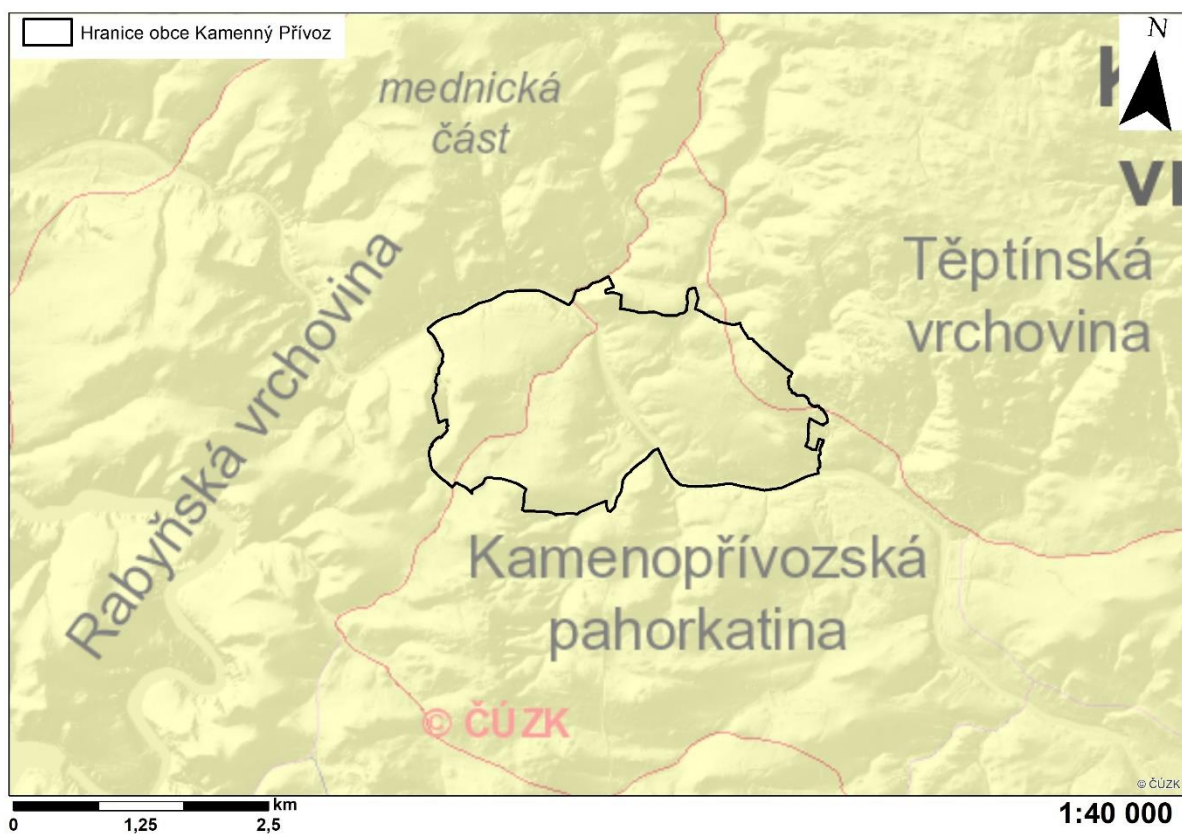 Hranice obce Kamenný Přívoz
N
mednická
část
K
vr
Těptínská
vrchovina
Rabyňská vrchovina
Kamenopřívozská
pahorkatina
© ČÚZK
© ČÚZK
km
0 1,25 2,5
1:40 000